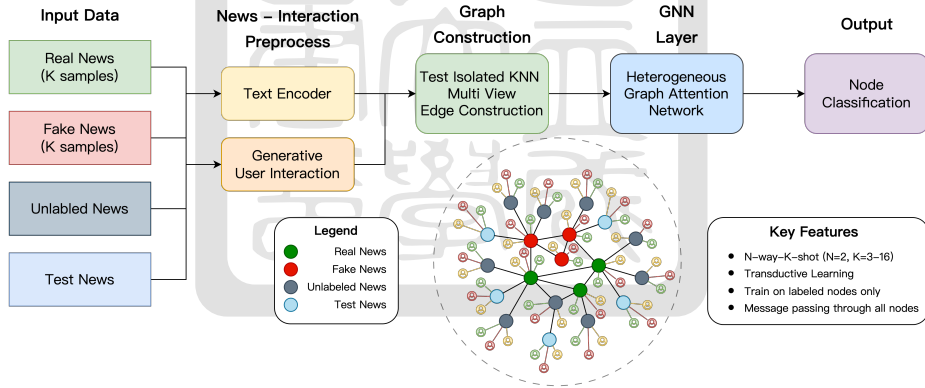 Input Data
Real News
(K samples)
Fake News
(K samples)
Unlabled News
Test News
News – Interaction
Preprocess
Text Encoder
Generative
User Interaction
Graph
Construction
Test Isolated KNN
Multi View
Edge Construction
GNN
Layer
Heterogeneous
Graph Attention
Network
Output
Node
Classification
Legend
Real News
Fake News
Unlabeled News
Test News
Key Features
● N–way–K–shot (N=2, K=3–16)
● Transductive Learning
● Train on labeled nodes only
● Message passing through all nodes